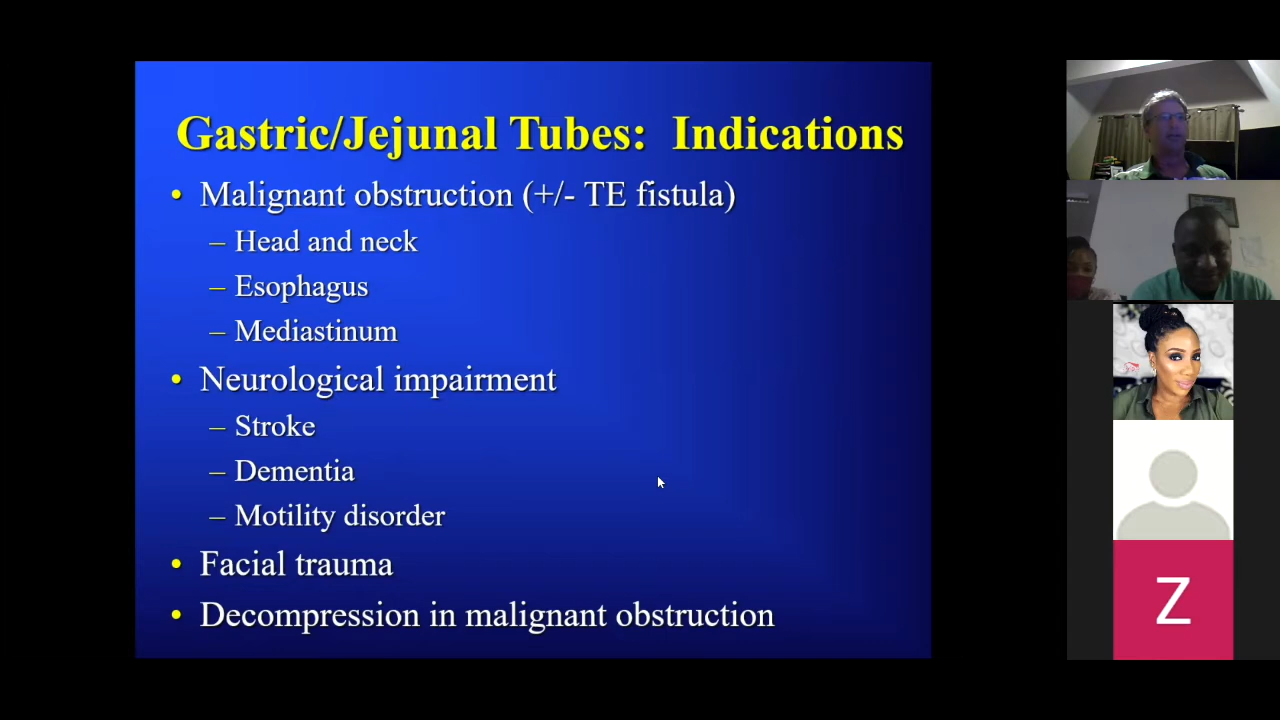 Gastric/Jejunal Tubes: Indications
• Malignant obstruction (+/- TE fistula)
– Head and neck
– Esophagus
– Mediastinum
• Neurological impairment
– Stroke
– Dementia
– Motility disorder
• Facial trauma
• Decompression in malignant obstruction
Z